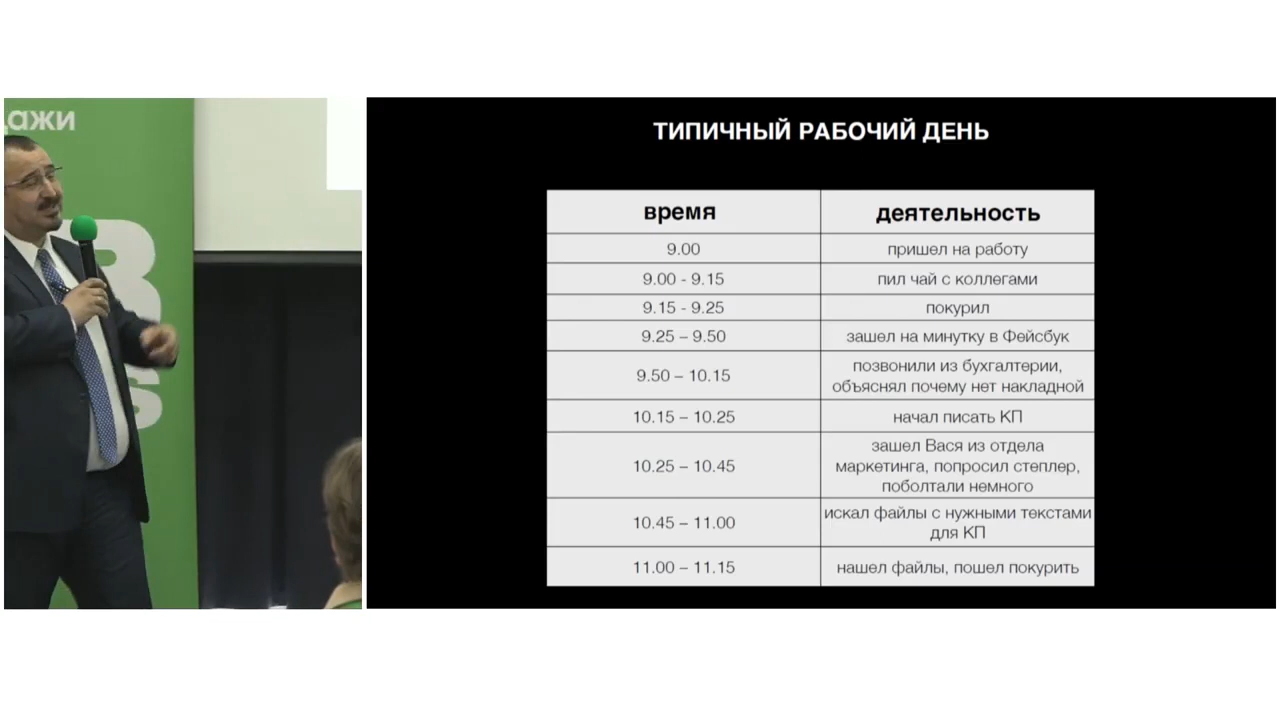 ажи
ТИПИЧНЫЙ РАБОЧИЙ ДЕНЬ
время деятельность
9.00 пришел на работу
9.00 - 9.15 пил чай с коллегами
9.15 - 9.25 покурил
9.25 – 9.50 зашел на минутку в Фейсбук
9.50 – 10.15 позвонили из бухгалтерии,
объяснял почему нет накладной
10.15 – 10.25 начал писать КП
10.25 – 10.45 зашел Вася из отдела
маркетинга, попросил степлер,
поболтали немного
10.45 – 11.00 искал файлы с нужными текстами
для КП
11.00 – 11.15 нашел файлы, пошел покурить